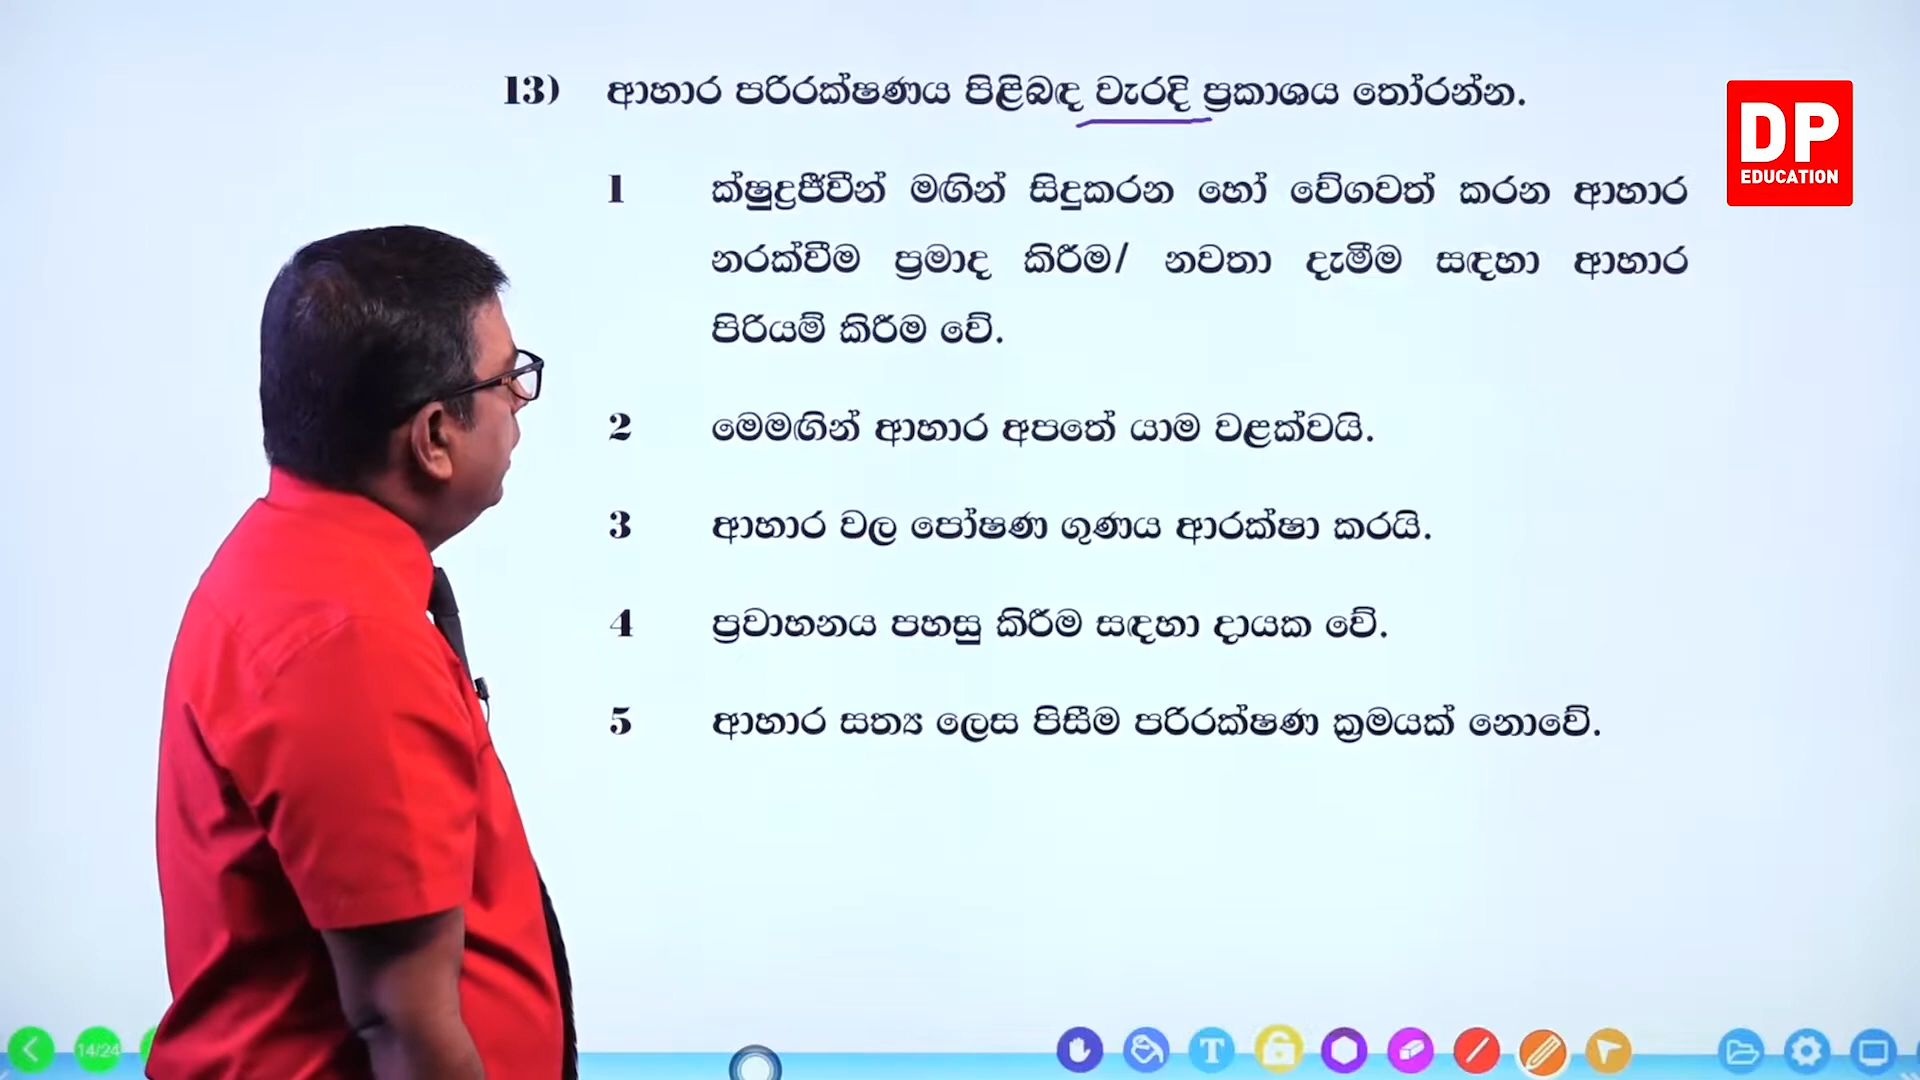 13) ආහාර පරිරක්ෂණය පිළිබඳ වැරදි ප්‍රකාශය තෝරන්න.
DP
EDUCATION
1 ක්ෂුද්‍රජීවීන් මඟින් සිදුකරන හෝ වේගවත් කරන ආහාර
නරක්වීම ප්‍රමාද කිරීම/ නවතා දැමීම සඳහා ආහාර
පිරියම් කිරීම වේ.
2 මෙමඟින් ආහාර අපතේ යාම වළක්වයි.
3 ආහාර වල පෝෂණ ගුණය ආරක්ෂා කරයි.
4 ප්‍රවාහනය පහසු කිරීම සඳහා දායක වේ.
5 ආහාර සත්‍ය ලෙස පිසීම පරිරක්ෂණ ක්‍රමයක් නොවේ.
14/24
T